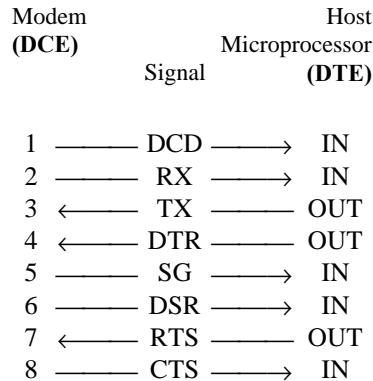 Modem Host
(DCE) Microprocessor
Signal (DTE)
1 DCD IN
2 RX IN
3 TX OUT
4 DTR OUT
5 SG IN
6 DSR IN
7 RTS OUT
8 CTS IN